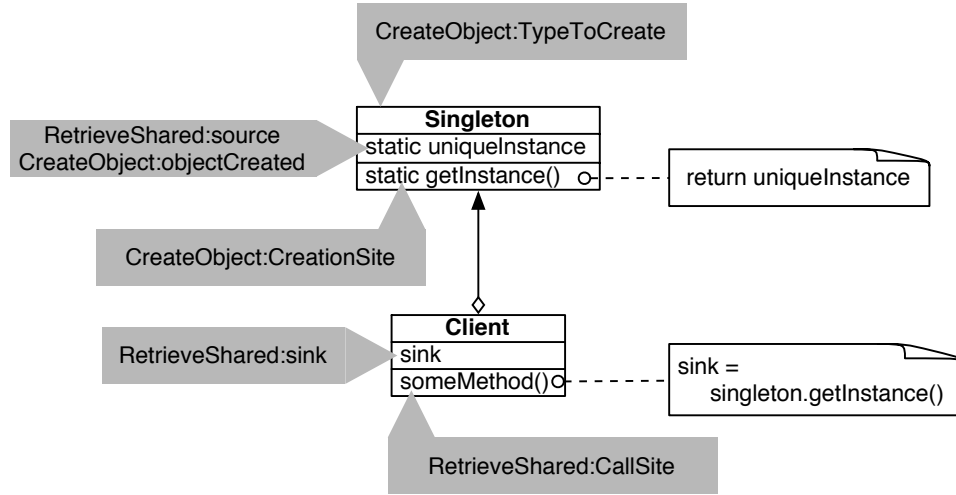 CreateObject:TypeToCreate
Singleton
RetrieveShared:source
CreateObject:objectCreated
static uniqueInstance
static getInstance()
return uniqueInstance
CreateObject:CreationSite
Client
RetrieveShared:sink
sink
someMethod()
sink =
singleton.getInstance()
RetrieveShared:CallSite